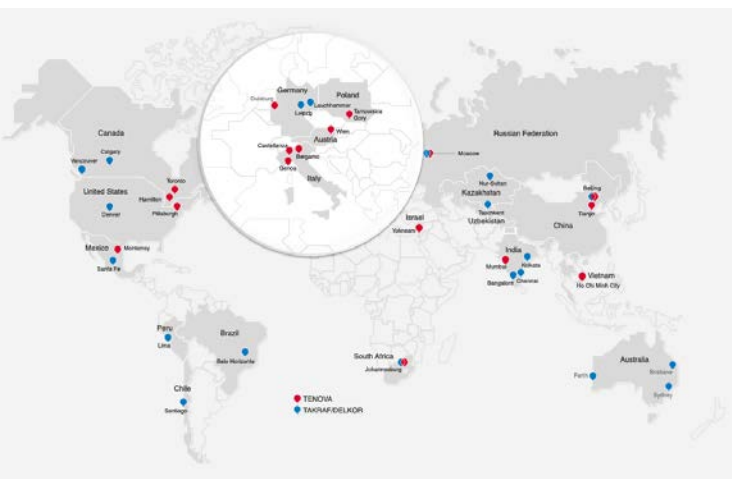 Germany
Poland
Duisburg
Leipzig
Lauchhammer
Tarnowskie
Gory
Wien
Austria
Castellanza
Bergamo
Genoa
Italy
Canada
Calgary
Vancouver
Toronto
United States
Hamilton
Denver
Pittsburgh
Mexico
Monterrey
Santa Fe
Russian Federation
Moscow
Nur-Sultan
Kazakhstan
Tashkent
Uzbekistan
Beijing
Tianjin
China
Israel
Yokneam
India
Mumbai
Kolkata
Bangalore
Chennai
Vietnam
Ho Chi Minh City
Peru
Lima
Brazil
Belo Horizonte
South Africa
Johannesburg
Australia
Perth
Brisbane
Sydney
Chile
Santiago
TENOVA
TAKRAF/DELKOR